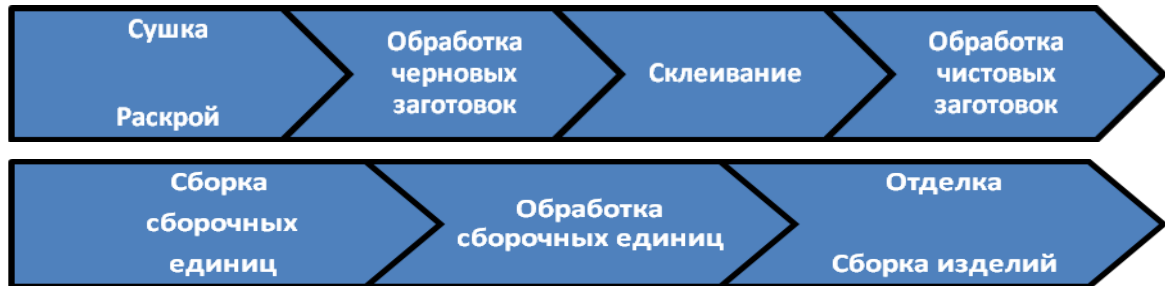 Сушка
Раскрой
Обработка
черновых
заготовок
Склеивание
Обработка
чистовых
заготовок
Сборка
сборочных
единиц
Обработка
сборочных единиц
Отделка
Сборка изделий